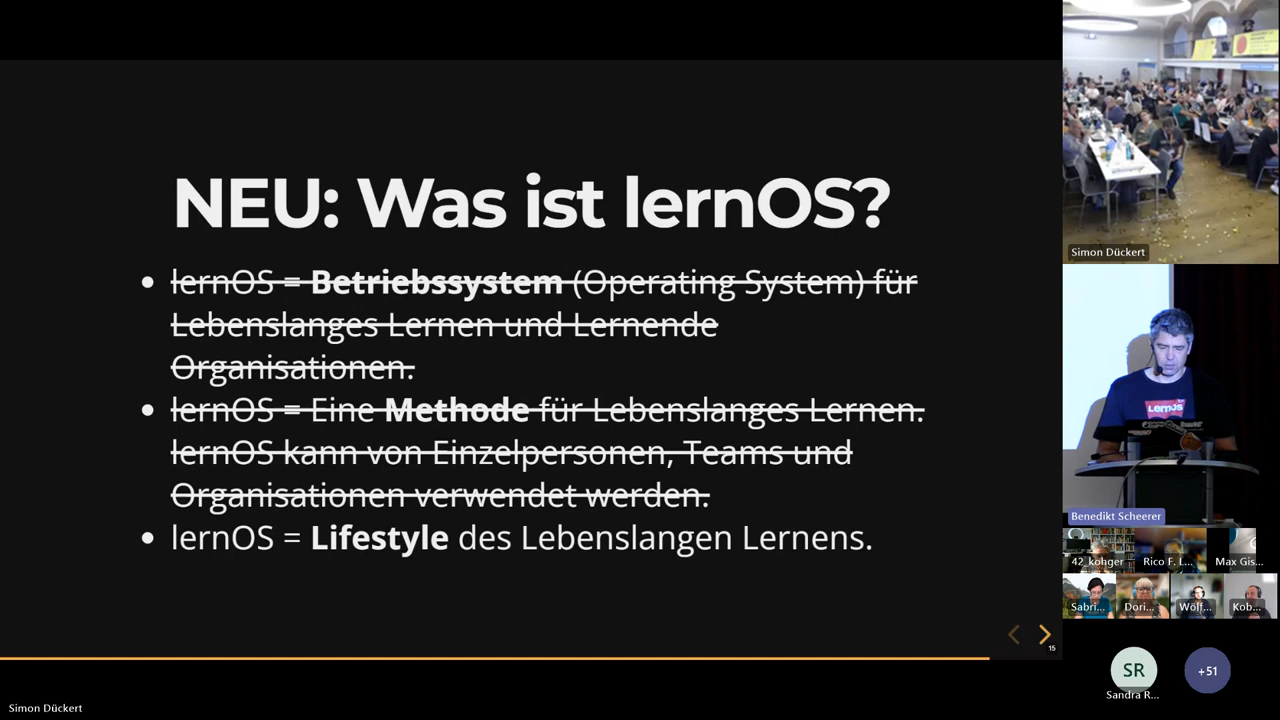 NEU: Was ist lernOS?
lernOS = Betriebssystem (Operating System) für
Lebenslanges Lernen und Lernende
Organisationen.
lernOS = Eine Methode für Lebenslanges Lernen.
lernOS kann von Einzelpersonen, Teams und
Organisationen verwendet werden.
lernOS = Lifestyle des Lebenslangen Lernens.
15
Simon Dückert
Simon Dückert
LernOS
Benedikt Scheerer
42_kohger
Rico F. L...
Max Gis...
Sabri...
Dori...
Wölf...
Kob...
SR
Sandra R...
+51